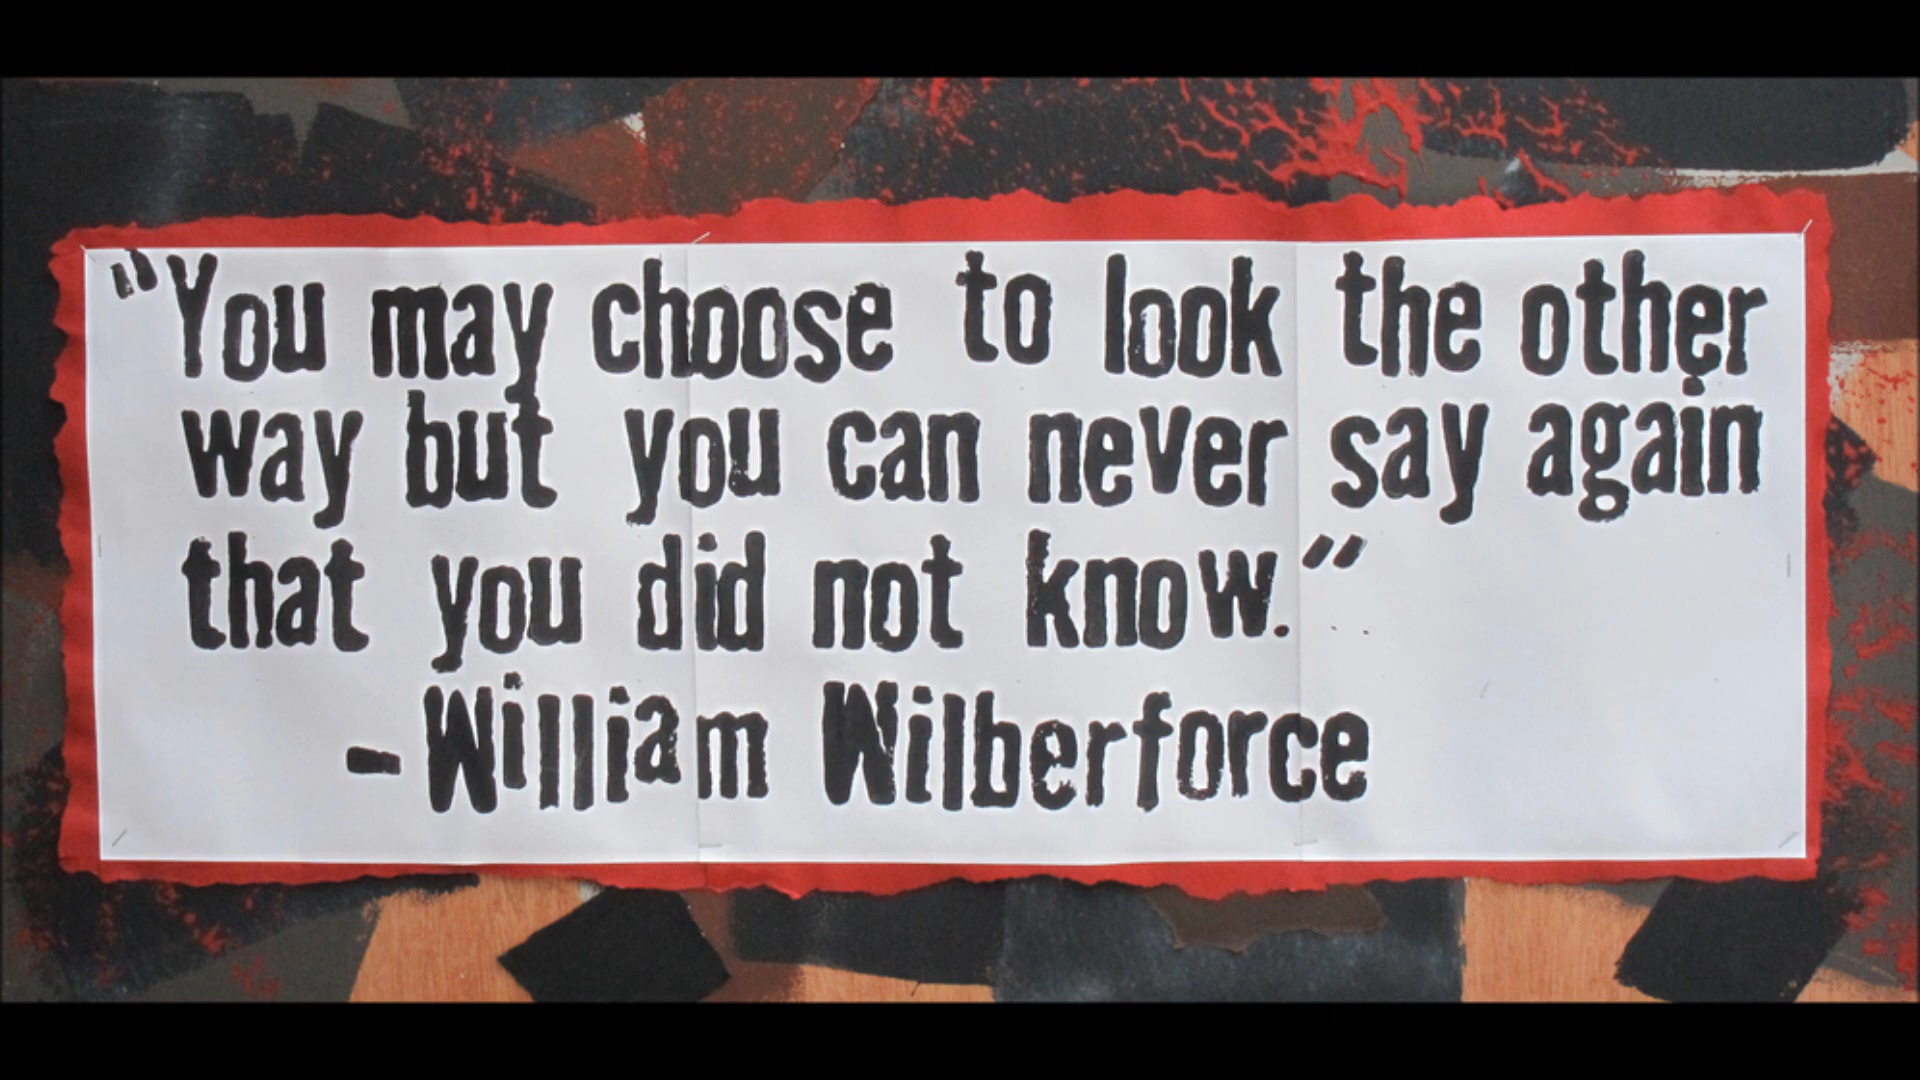 “You may choose to look the other
way but you can never say again
that you did not know.”
- William Wilberforce